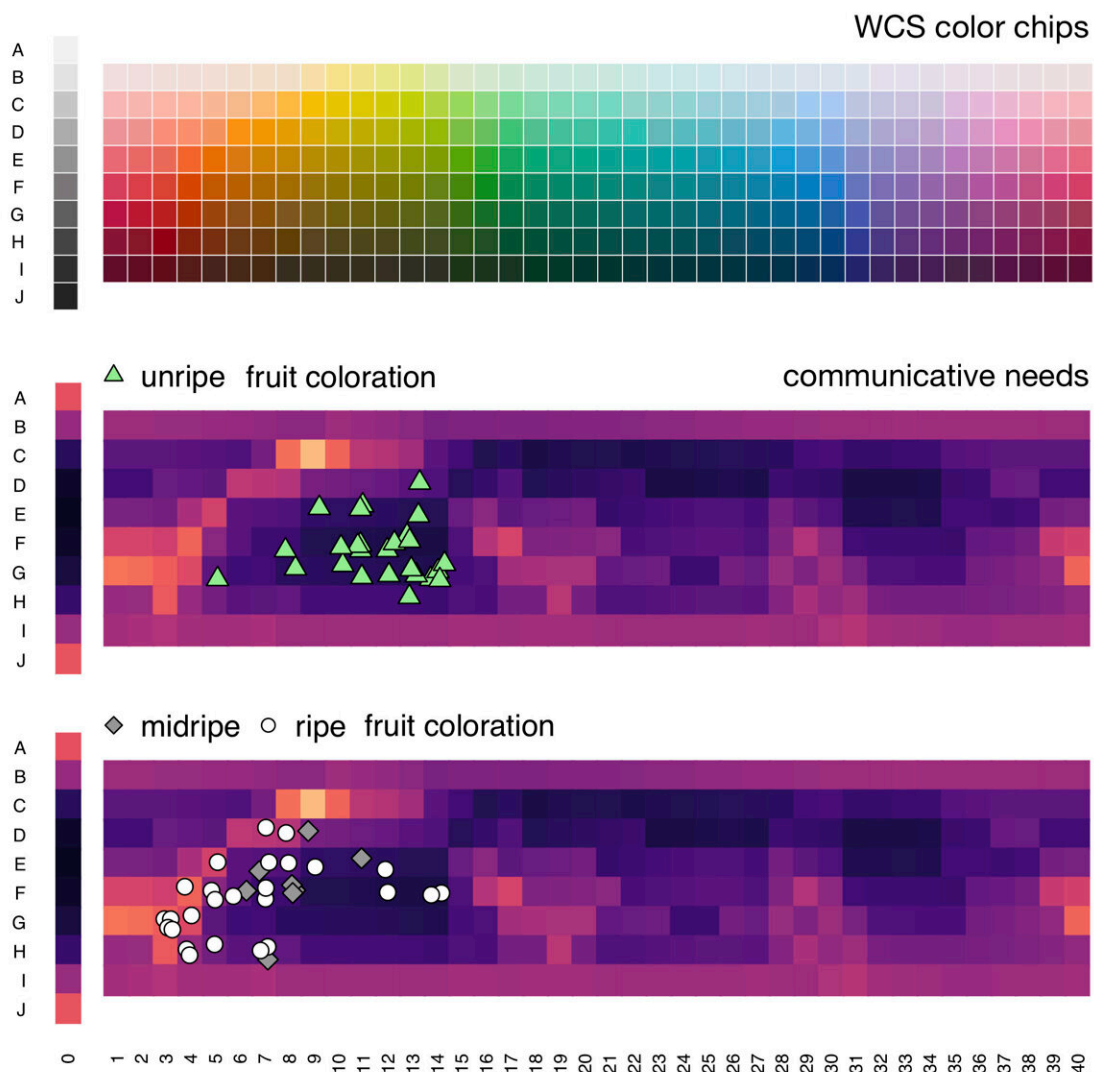 WCS color chips
A
B
C
D
E
F
G
H
I
J
unripe fruit coloration communicative needs
A
B
C
D
E
F
G
H
I
J
midripe ripe fruit coloration
A
B
C
D
E
F
G
H
I
J
0 1 2 3 4 5 6 7 8 9 10 11 12 13 14 15 16 17 18 19 20 21 22 23 24 25 26 27 28 29 30 31 32 33 34 35 36 37 38 39 40